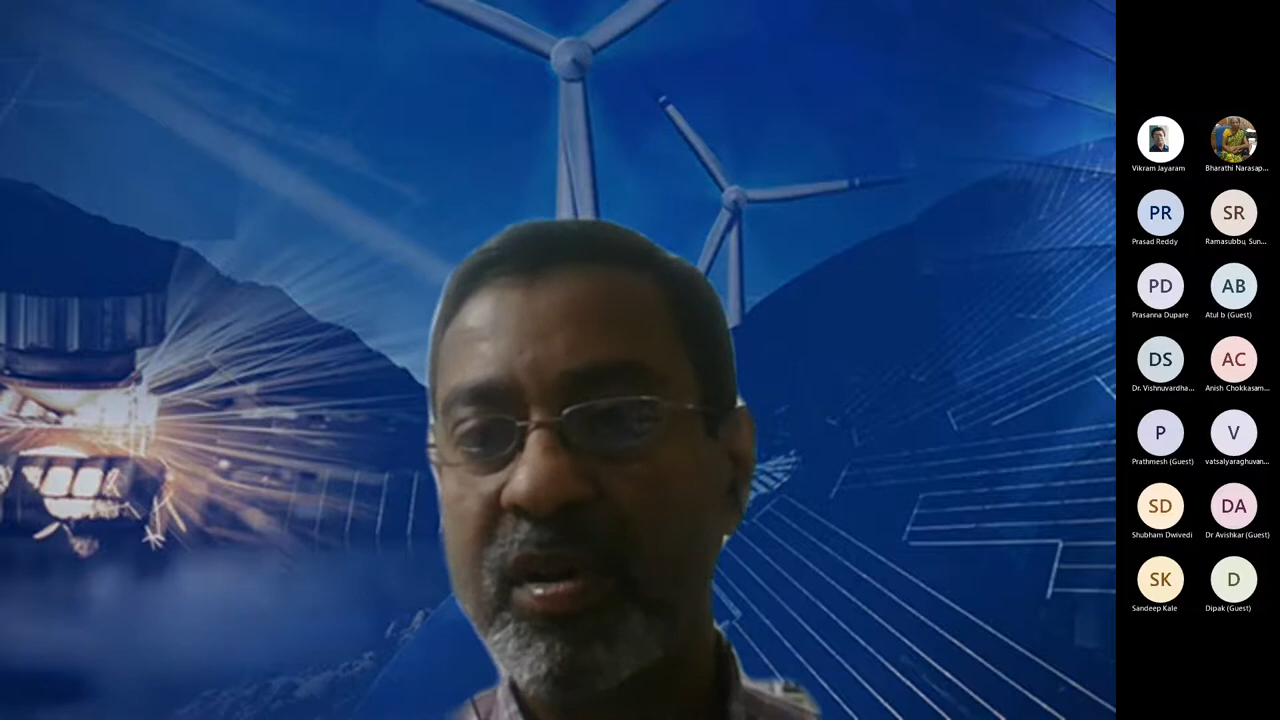 Vikram Jayaram
Bharathi Narasap...
PR
SR
Prasad Reddy
Ramasubbu, Sun...
PD
AB
Prasanna Dupare
Atul b (Guest)
DS
AC
Dr. Vishnuvardha...
Anish Chokkasam...
P
V
Prathmesh (Guest)
vatsalyaraghuvan...
SD
DA
Shubham Dwivedi
Dr Avishkar (Guest)
SK
D
Sandeep Kale
Dipak (Guest)